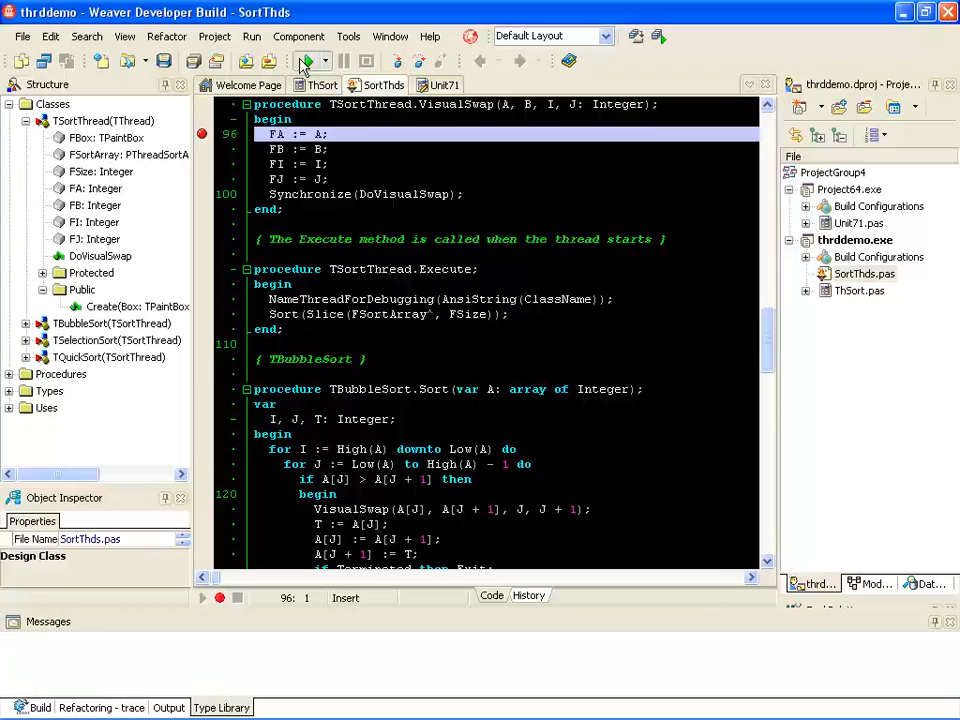 thrddemo - Weaver Developer Build - SortThds
File Edit Search View Refactor Project Run Component Tools Window Help Default Layout
Structure
Welcome Page ThSort SortThds Unit71
thrddemo.dproj - Proje...
Classes
TSortThread(TThread)
FBox: TPaintBox
FSortArray: PThreadSortA
FSize: Integer
FA: Integer
FB: Integer
FI: Integer
FJ: Integer
DoVisualSwap
Protected
Public
Create(Box: TPaintBox
TBubbleSort(TSortThread)
TSelectionSort(TSortThread)
TQuickSort(TSortThread)
Procedures
Types
Uses
Object Inspector
Properties
File Name SortThds.pas
Design Class
procedure TSortThread.VisualSwap(A, B, I, J: Integer);
begin
96 FA := A;
FB := B;
FI := I;
FJ := J;
100 Synchronize(DoVisualSwap);
end;
{ The Execute method is called when the thread starts }
procedure TSortThread.Execute;
begin
NameThreadForDebugging(AnsiString(ClassName));
Sort(Slice(FSortArray^, FSize));
end;
110
{ TBubbleSort }
procedure TBubbleSort.Sort(var A: array of Integer);
var
I, J, T: Integer;
begin
for I := High(A) downto Low(A) do
for J := Low(A) to High(A) - 1 do
if A[J] > A[J + 1] then
120 begin
VisualSwap(A[J], A[J + 1], J, J + 1);
T := A[J];
A[J] := A[J + 1];
A[J + 1] := T;
if Terminated then Exit;
96: 1 Insert Code History
File
ProjectGroup4
Project64.exe
Build Configurations
Unit71.pas
thrddemo.exe
Build Configurations
SortThds.pas
ThSort.pas
thrd... Mod... Dat...
Messages
Build Refactoring - trace Output Type Library